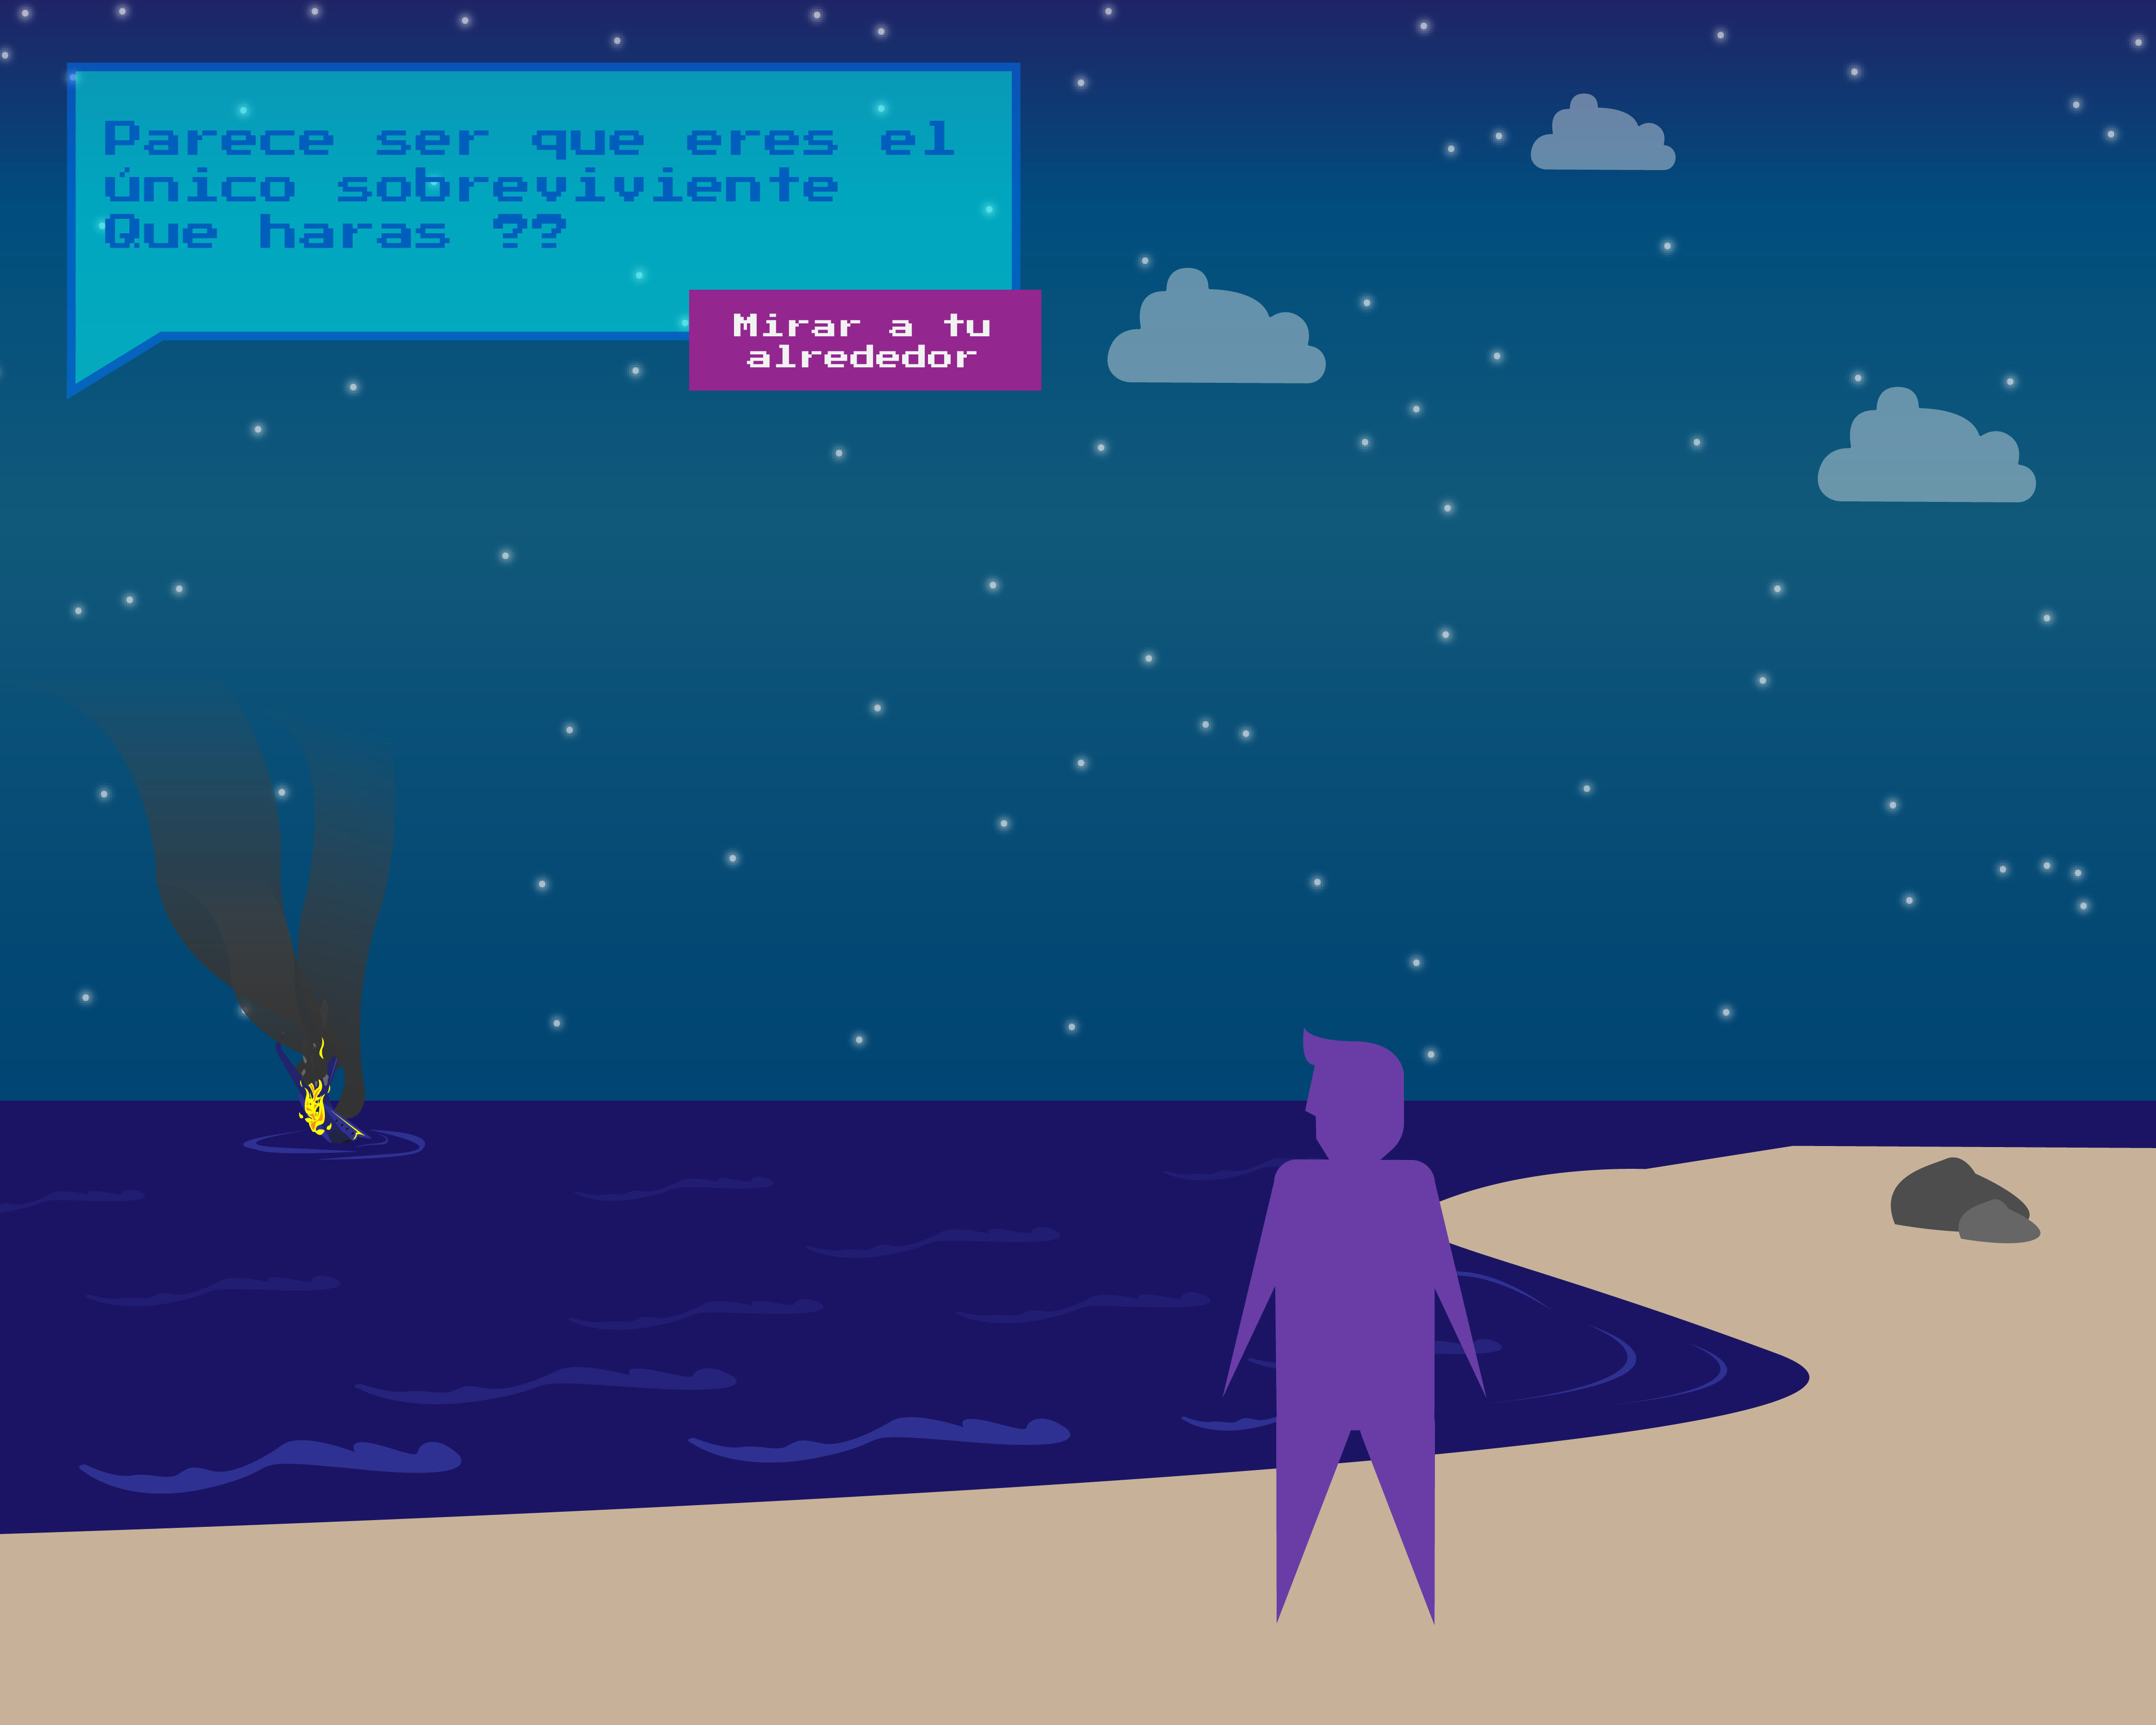 Parece ser que eres el
único sobreviviente
Que haras ??
Mirar a tu
alrededor